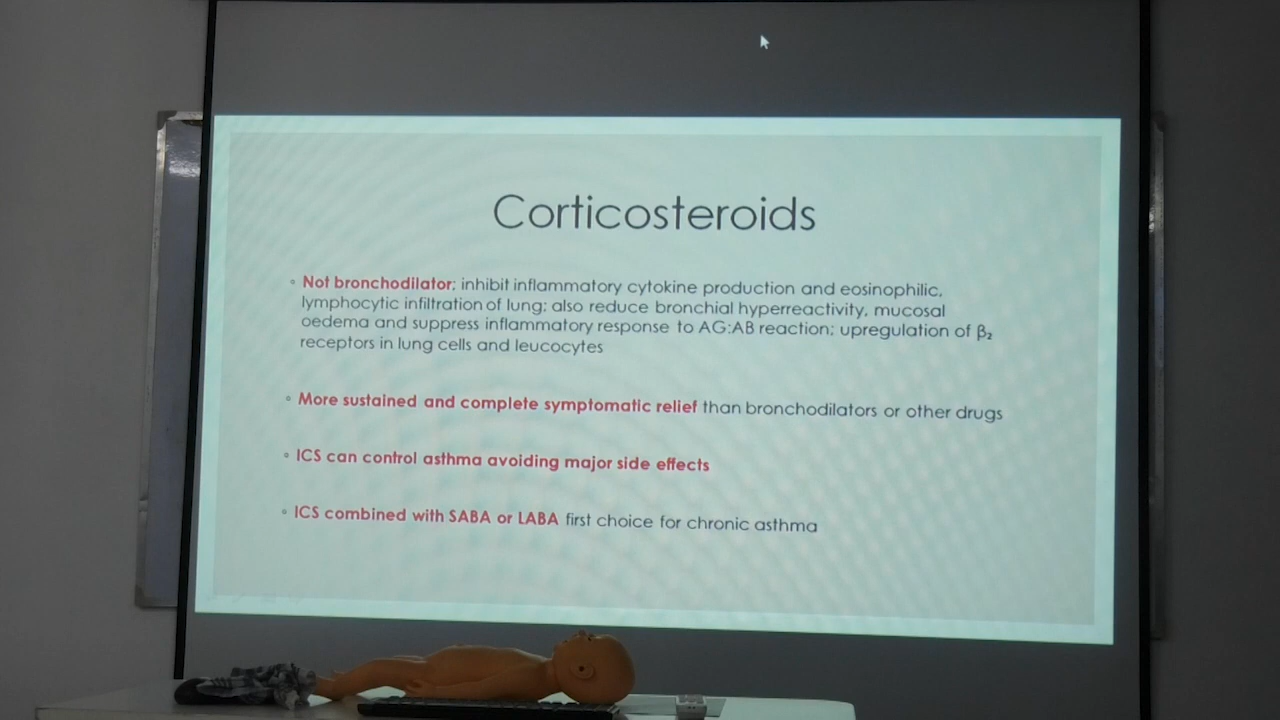 Corticosteroids
◦ Not bronchodilator; inhibit inflammatory cytokine production and eosinophilic,
lymphocytic infiltration of lung; also reduce bronchial hyperreactivity, mucosal
oedema and suppress inflammatory response to AG:AB reaction; upregulation of β₂
receptors in lung cells and leucocytes
◦ More sustained and complete symptomatic relief than bronchodilators or other drugs
◦ ICS can control asthma avoiding major side effects
◦ ICS combined with SABA or LABA first choice for chronic asthma